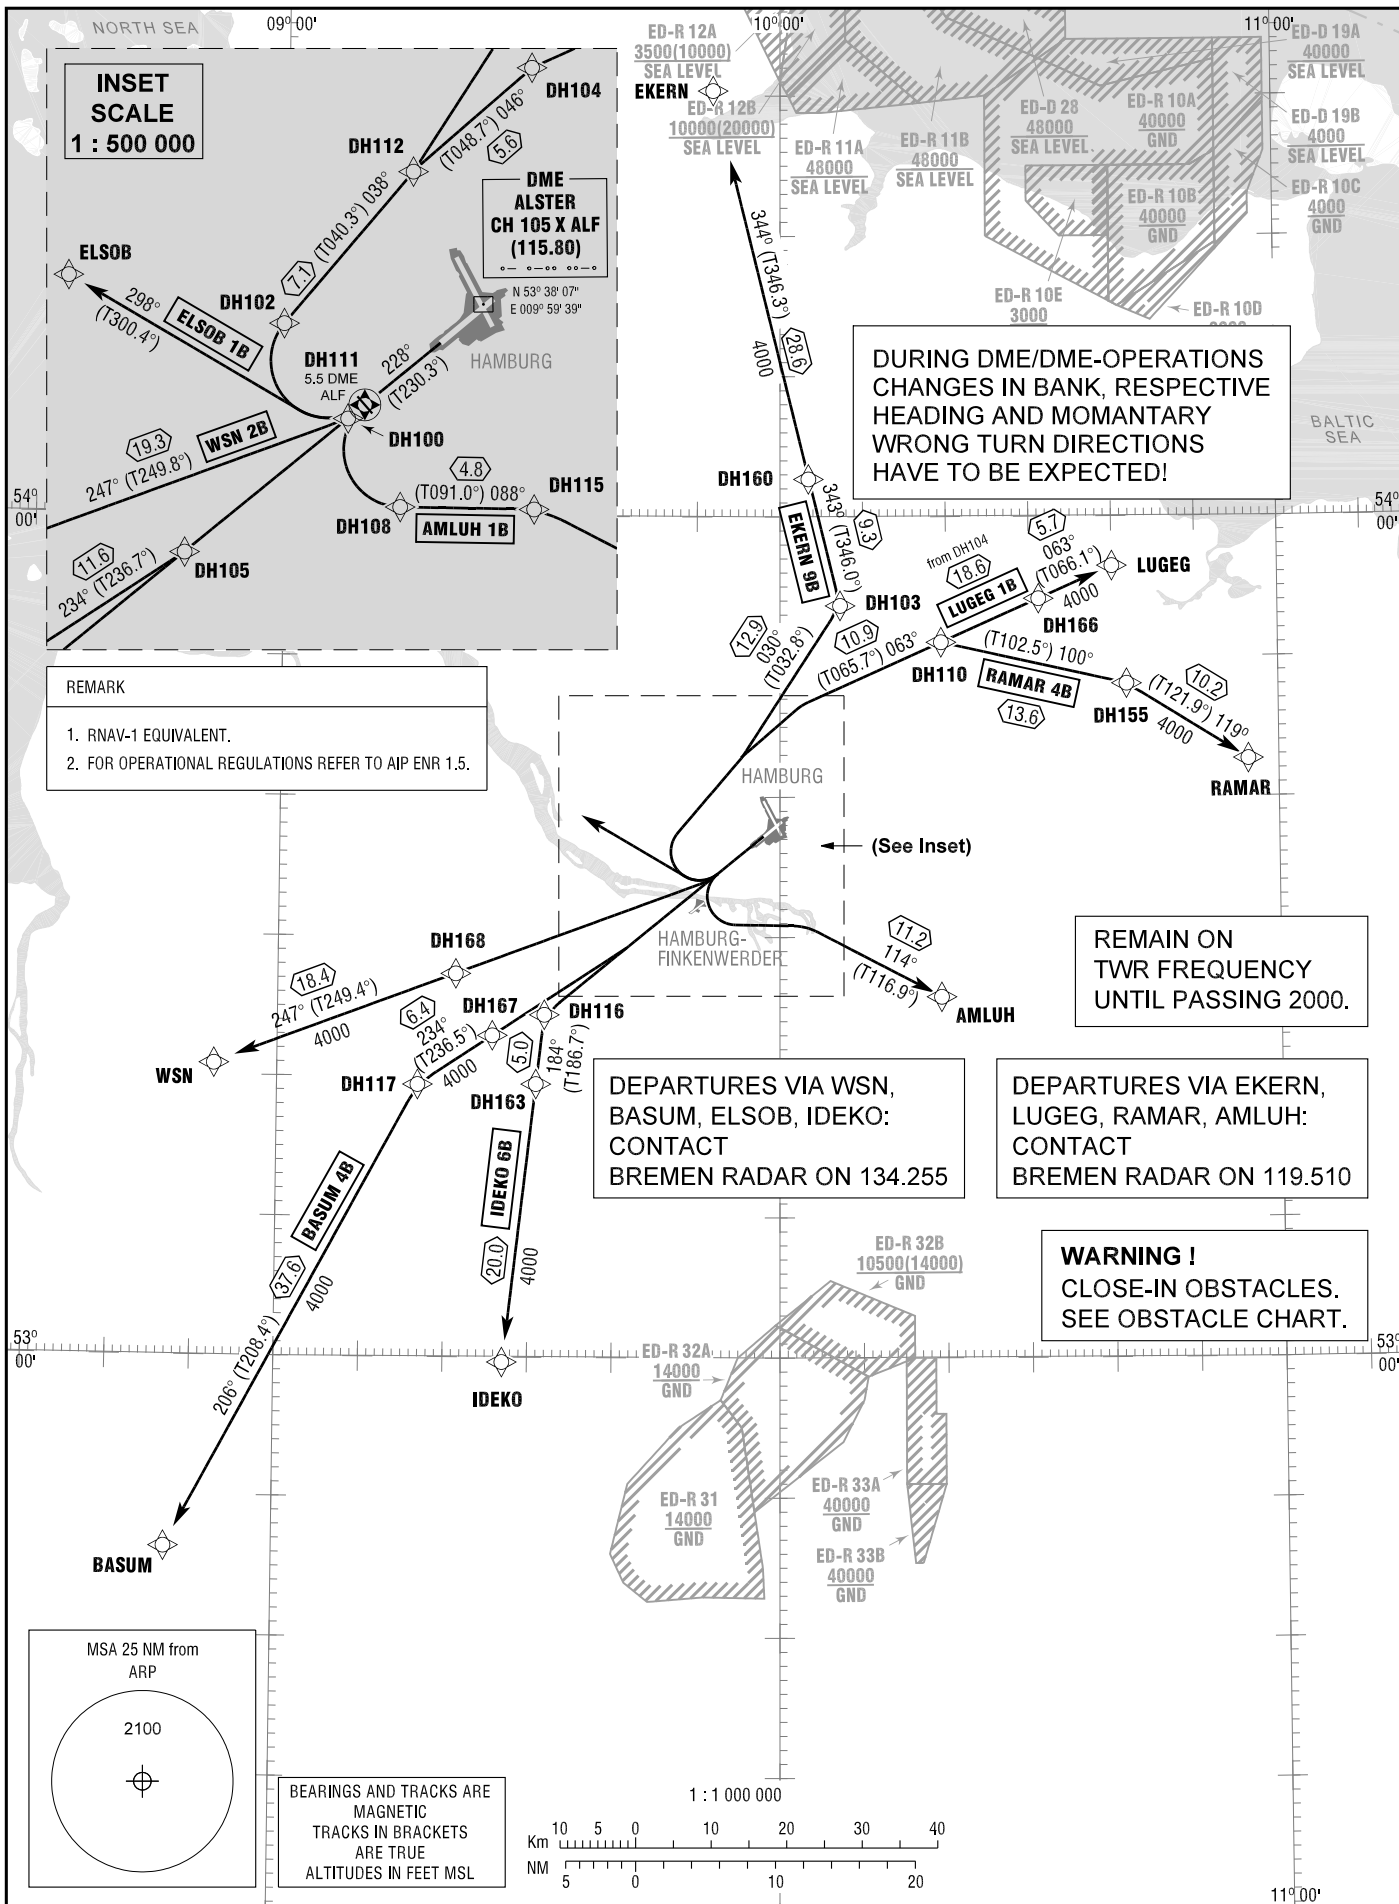 NORTH SEA
09° 00'
10° 00'
11° 00'
INSET
SCALE
1 : 500 000
DH104
(T048.7°) 046°
5.6
DH112
7.1
(T040.3°) 038°
DME
ALSTER
CH 105 X ALF
(115.80)
N 53° 38' 07"
E 009° 59' 39"
HAMBURG
ELSOB
298°
(T300.4°)
ELSOB 1B
DH102
DH111
5.5 DME
ALF
228°
(T230.3°)
DH100
19.3
247° (T249.8°)
WSN 2B
4.8
(T091.0°) 088°
DH115
DH108
AMLUH 1B
11.6
234° (T236.7°)
DH105
ED-R 12A
3500(10000)
SEA LEVEL
EKERN
ED-R 12B
10000(20000)
SEA LEVEL
ED-R 11A
48000
SEA LEVEL
ED-R 11B
48000
SEA LEVEL
ED-D 28
48000
SEA LEVEL
ED-R 10A
40000
GND
ED-D 19A
40000
SEA LEVEL
ED-D 19B
4000
SEA LEVEL
ED-R 10C
4000
GND
ED-R 10B
40000
GND
ED-R 10E
3000
ED-R 10D
344° (T346.3°)
28.6
4000
DURING DME/DME-OPERATIONS
CHANGES IN BANK, RESPECTIVE
HEADING AND MOMANTARY
WRONG TURN DIRECTIONS
HAVE TO BE EXPECTED!
BALTIC
SEA
54°
00'
54°
00'
DH160
343° (T346.0°)
9.3
EKERN 9B
DH103
from DH104
18.6
LUGEG 1B
5.7
063°
(T066.1°)
4000
LUGEG
DH166
12.9
030°
(T032.8°)
10.9
(T065.7°) 063°
DH110
(T102.5°) 100°
RAMAR 4B
13.6
DH155
10.2
(T121.9°) 119°
4000
RAMAR
REMARK
1. RNAV-1 EQUIVALENT.
2. FOR OPERATIONAL REGULATIONS REFER TO AIP ENR 1.5.
HAMBURG
(See Inset)
HAMBURG-
FINKENWERDER
11.2
114°
(T116.9°)
AMLUH
REMAIN ON
TWR FREQUENCY
UNTIL PASSING 2000.
DH168
18.4
247° (T249.4°)
4000
WSN
DH167
6.4
234°
(T236.5°)
4000
DH117
DH116
5.0
184°
(T186.7°)
DH163
DEPARTURES VIA WSN,
BASUM, ELSOB, IDEKO:
CONTACT
BREMEN RADAR ON 134.255
DEPARTURES VIA EKERN,
LUGEG, RAMAR, AMLUH:
CONTACT
BREMEN RADAR ON 119.510
BASUM 4B
37.6
4000
206° (T208.4°)
BASUM
IDEKO 6B
20.0
4000
IDEKO
WARNING !
CLOSE-IN OBSTACLES.
SEE OBSTACLE CHART.
53°
00'
53°
00'
ED-R 32B
10500(14000)
GND
ED-R 32A
14000
GND
ED-R 31
14000
GND
ED-R 33A
40000
GND
ED-R 33B
40000
GND
MSA 25 NM from
ARP
2100
BEARINGS AND TRACKS ARE
MAGNETIC
TRACKS IN BRACKETS
ARE TRUE
ALTITUDES IN FEET MSL
1 : 1 000 000
Km 10 5 0 10 20 30 40
NM 5 0 10 20
11° 00'